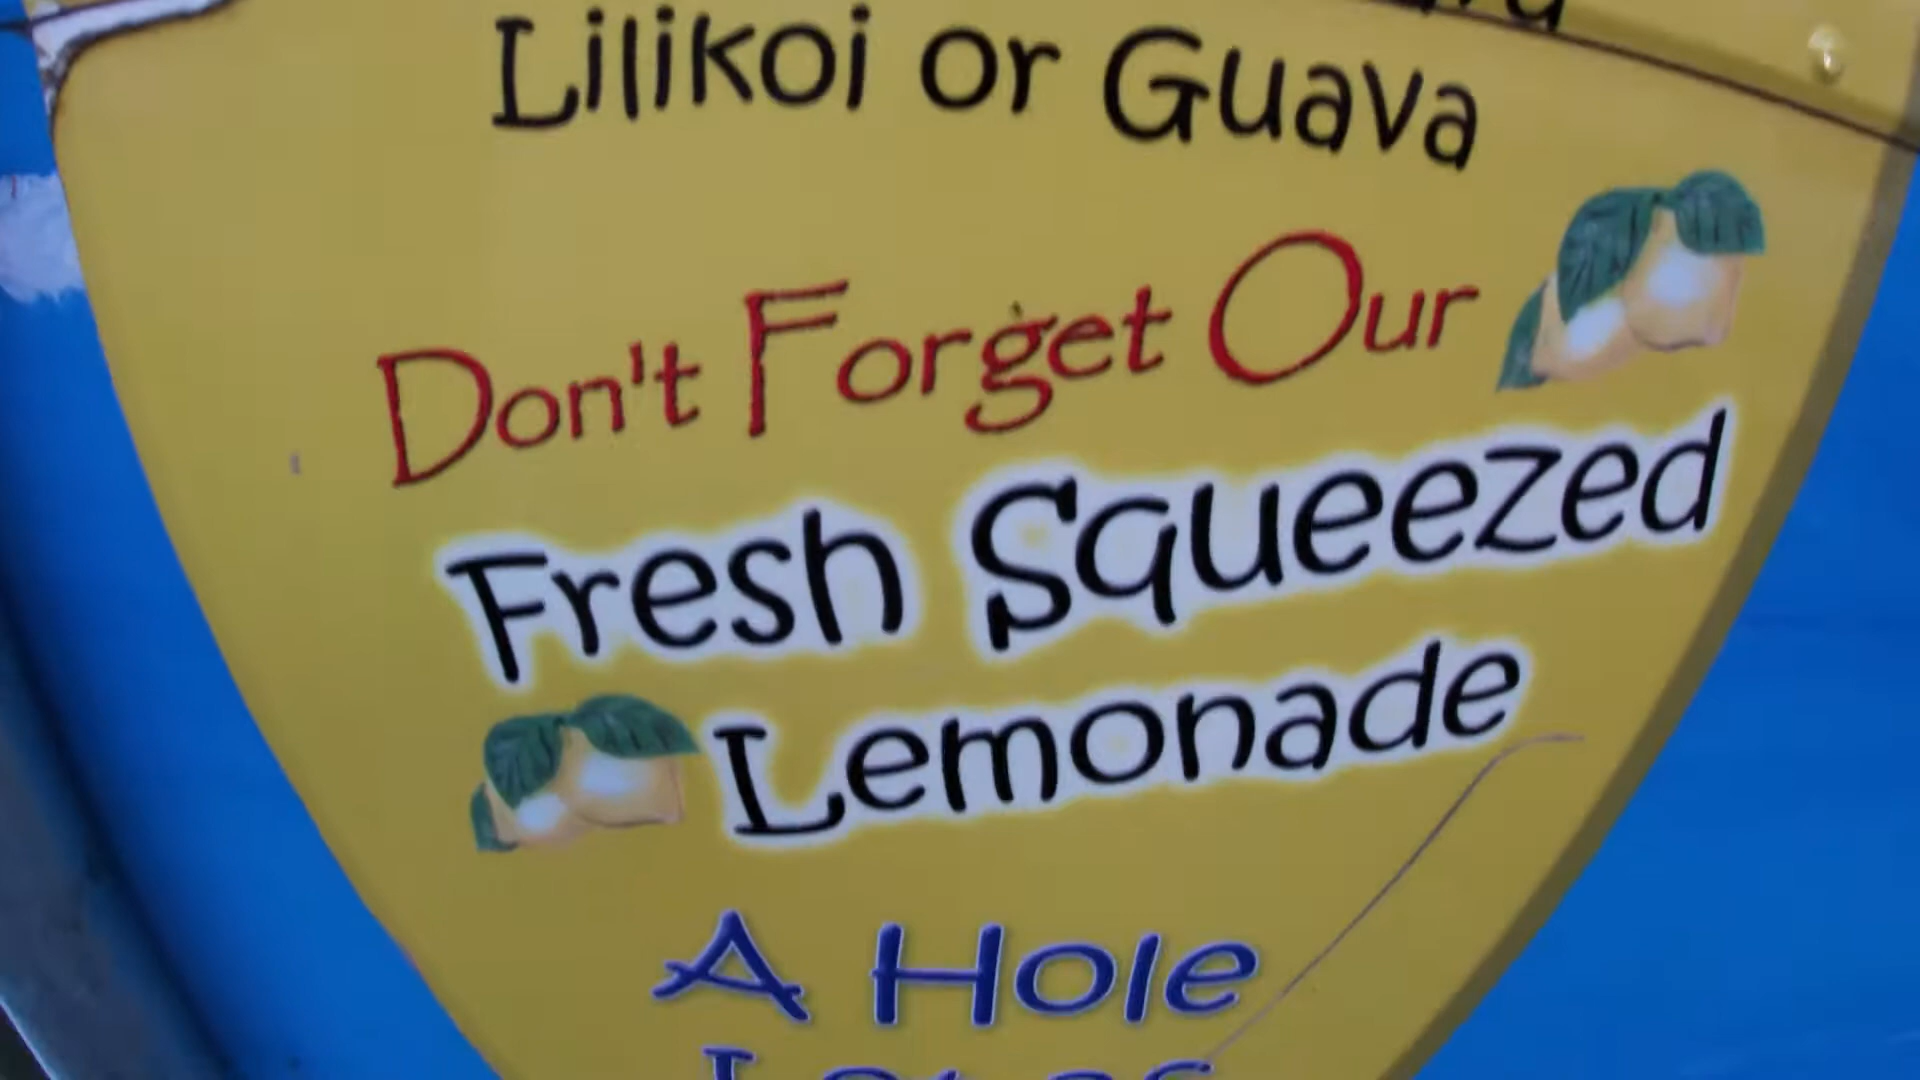 Lilikoi or Guava
Don't Forget Our
Fresh Squeezed
Lemonade
A Hole